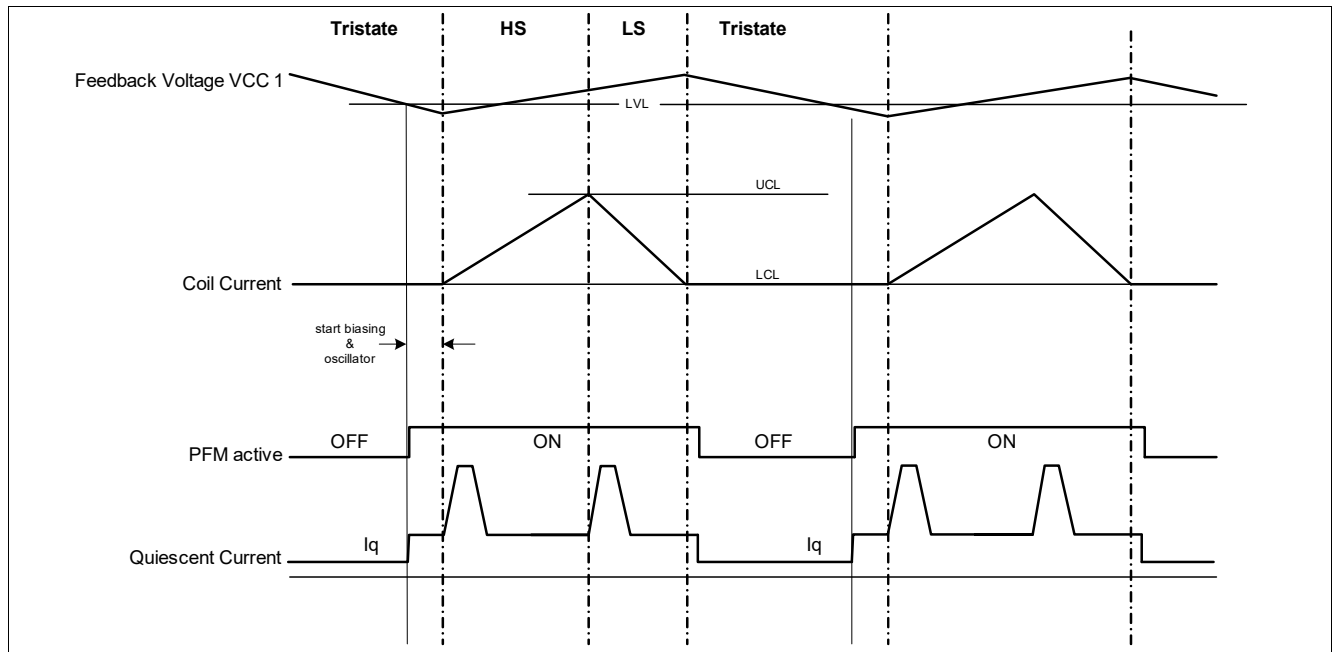 Tristate
HS
LS
Tristate
Feedback Voltage VCC 1
LVL
UCL
Coil Current
LCL
start biasing
&
oscillator
OFF
ON
OFF
ON
PFM active
Iq
Iq
Quiescent Current